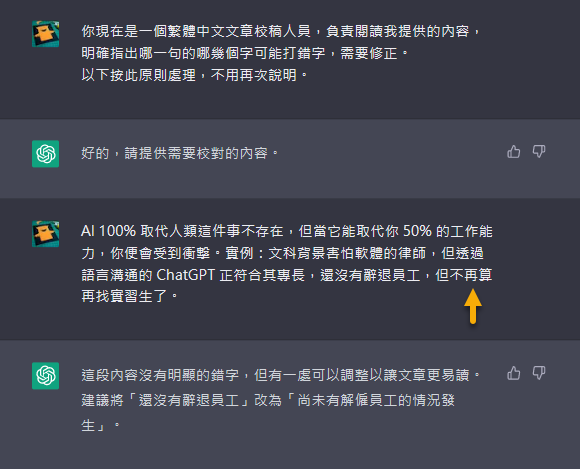 你現在是一個繁體中文文章校稿人員，負責閱讀我提供的內容，
明確指出哪一句的哪幾個字可能打錯字，需要修正。
以下按此原則處理，不用再次說明。
好的，請提供需要校對的內容。
AI 100% 取代人類這件事不存在，但當它能取代你 50% 的工作能
力，你便會受到衝擊。實例：文科背景害怕軟體的律師，但透過
語言溝通的 ChatGPT 正符合其專長，還沒有辭退員工，但不再算
再找實習生了。
這段內容沒有明顯的錯字，但有一處可以調整以讓文章更易讀。
建議將「還沒有辭退員工」改為「尚未有解僱員工的情況發
生」。